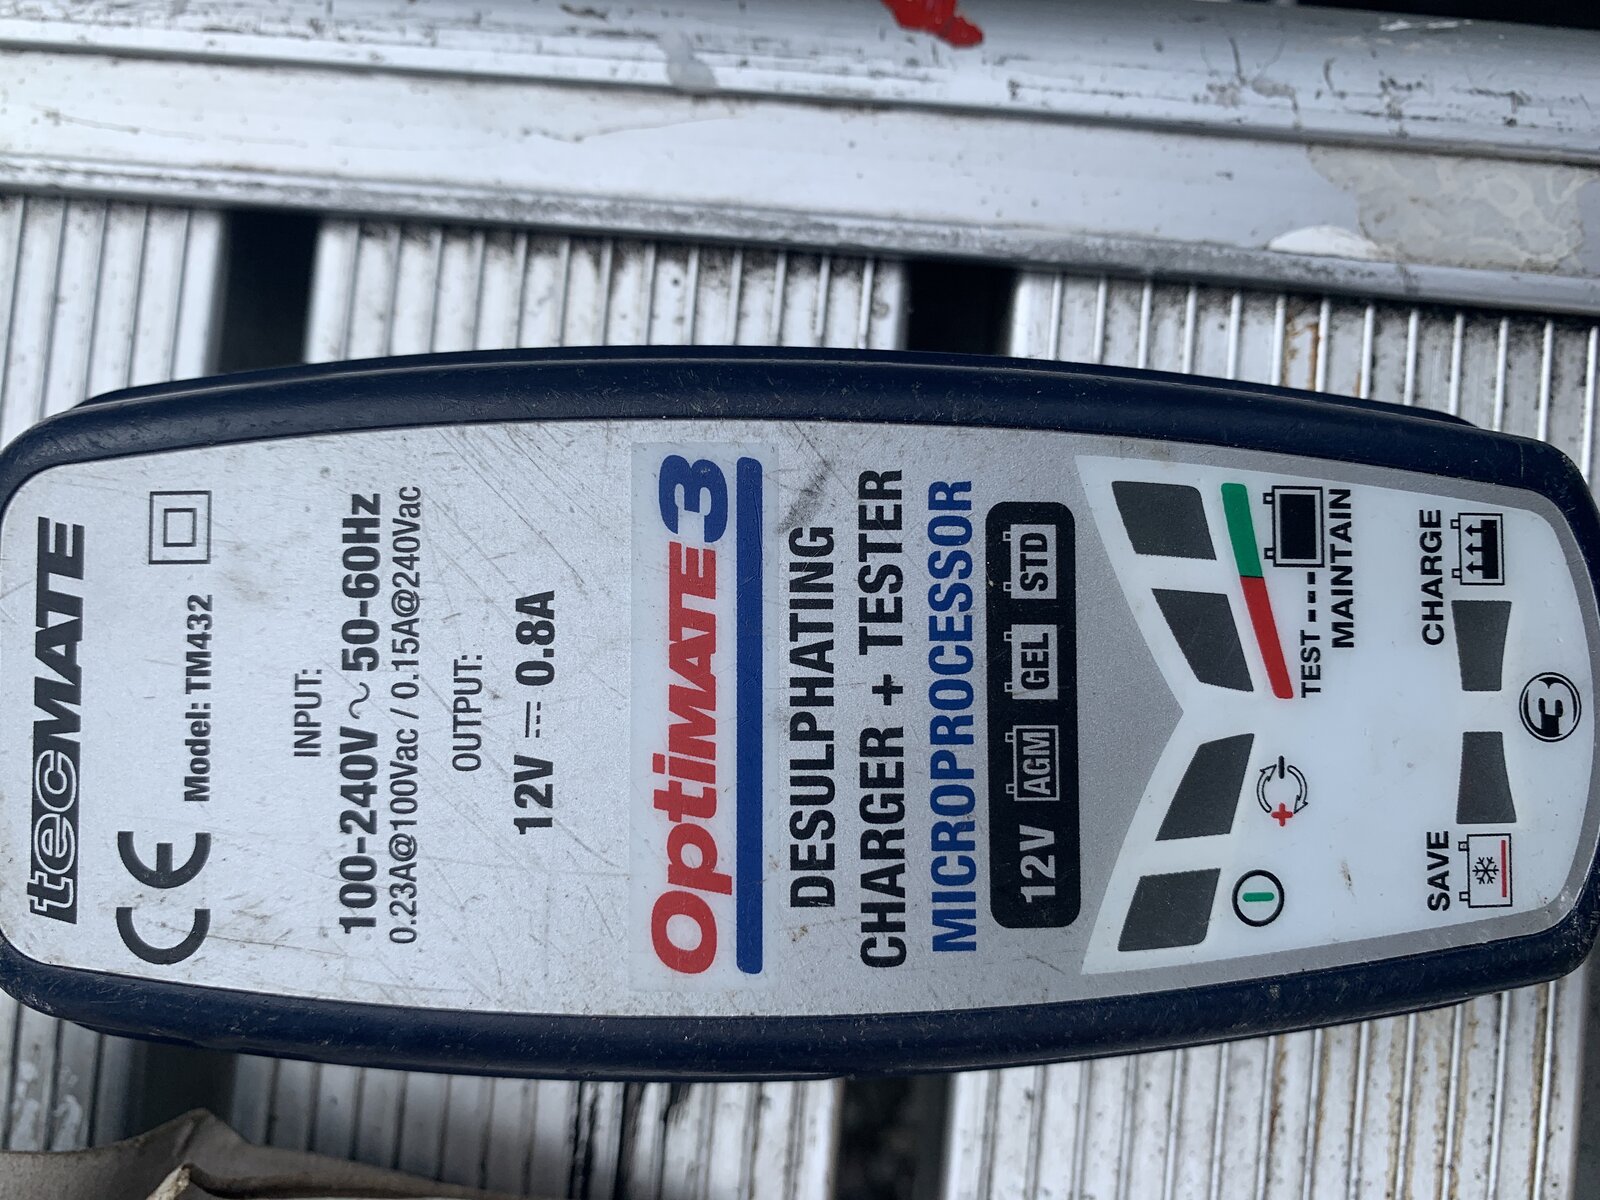 tecMATE
CE
Model: TM432
INPUT:
100-240V ~ 50-60Hz
0.23A@100Vac / 0.15A@240Vac
OUTPUT:
12V ⎓ 0.8A
OptiMATE3
DESULPHATING
CHARGER + TESTER
MICROPROCESSOR
12V AGM GEL STD
TEST---
MAINTAIN
SAVE
CHARGE
3